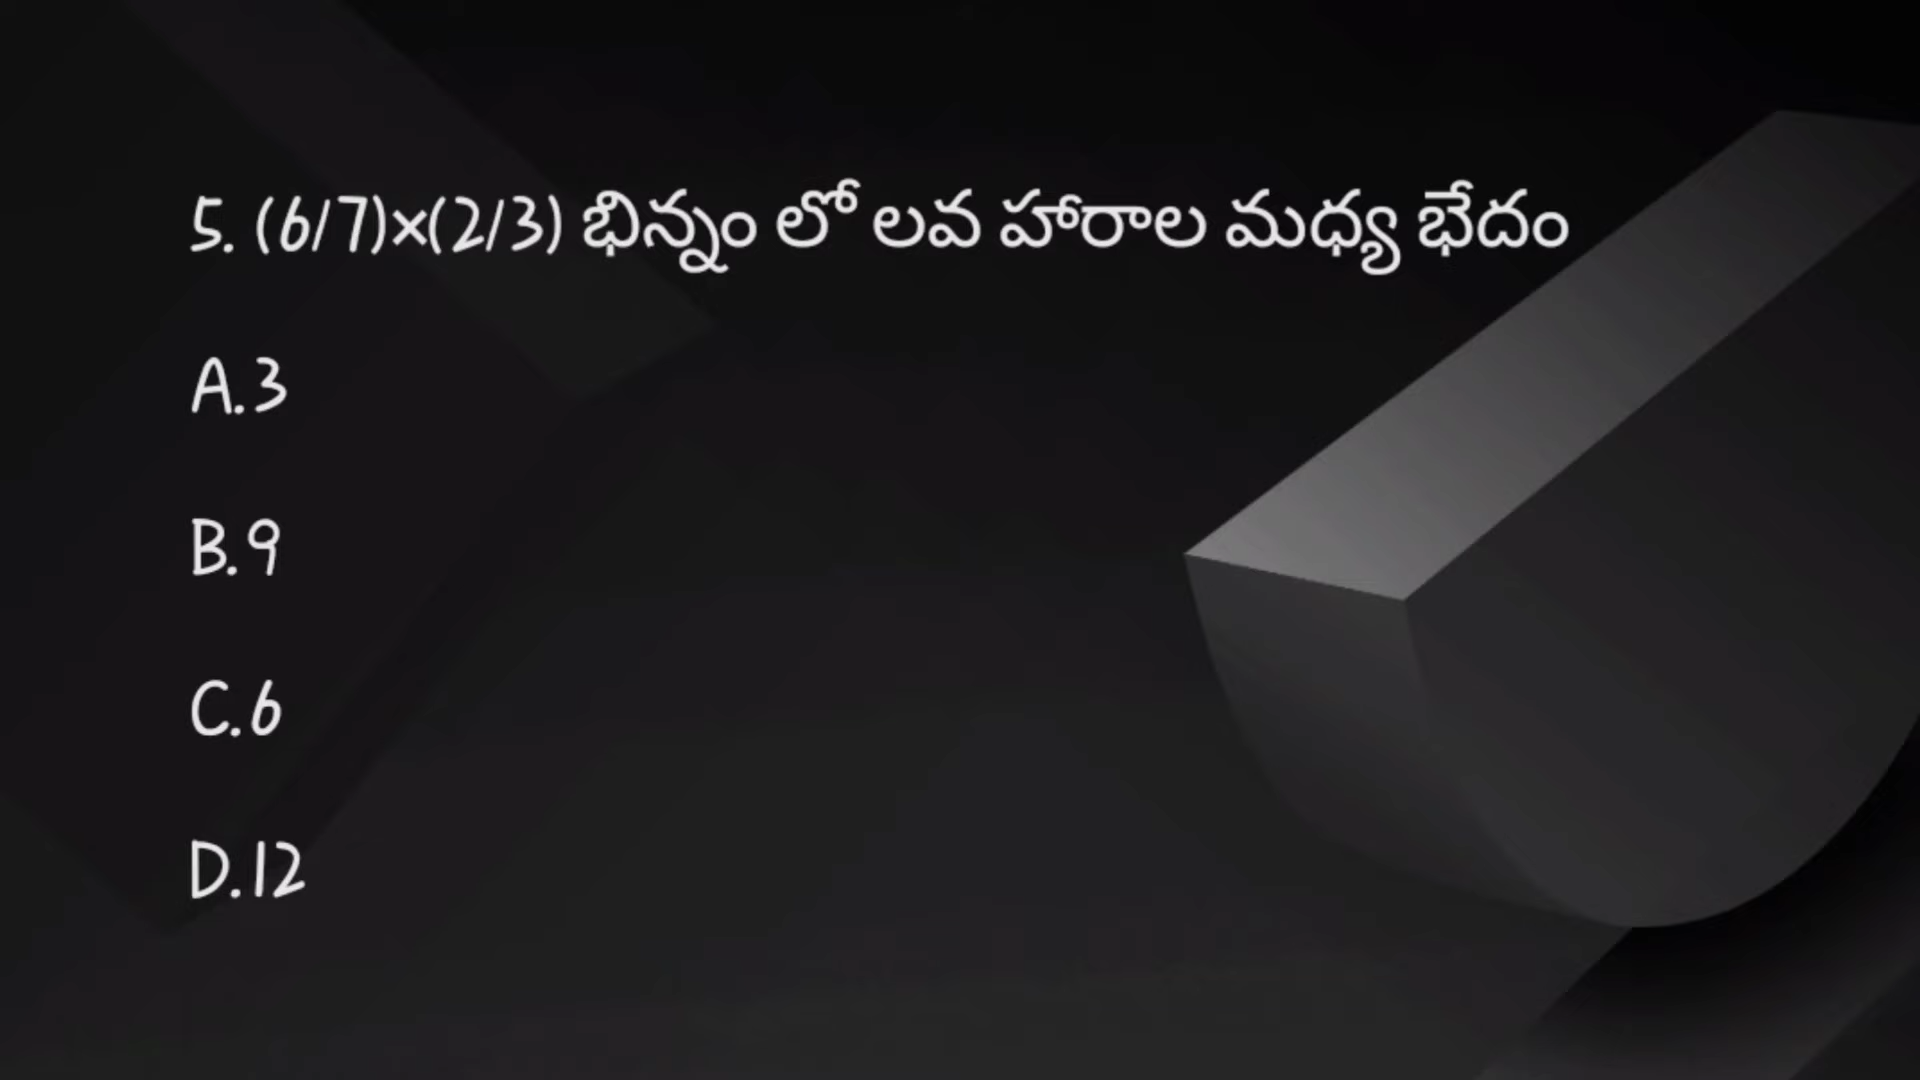 5. (6/7)×(2/3) భిన్నం లో లవ హారాల మధ్య భేదం
A.3
B.9
C.6
D.12